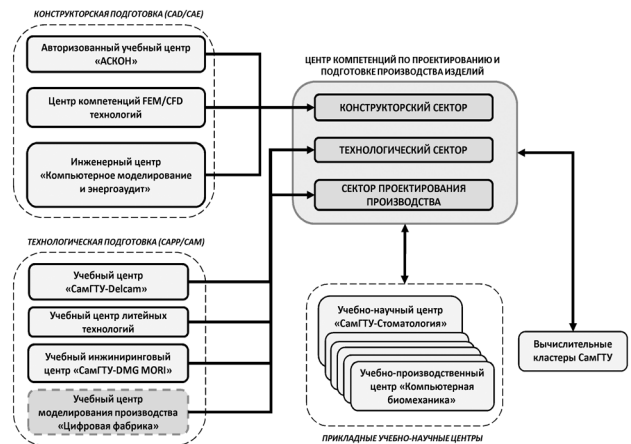 КОНСТРУКТОРСКАЯ ПОДГОТОВКА (CAD/CAE)
Авторизованный учебный центр
«АСКОН»
Центр компетенций FEM/CFD
технологий
Инженерный центр
«Компьютерное моделирование
и энергоаудит»
ТЕХНОЛОГИЧЕСКАЯ ПОДГОТОВКА (CAPP/CAM)
Учебный центр
«СамГТУ-Delcam»
Учебный центр литейных
технологий
Учебный инжиниринговый
центр «СамГТУ-DMG MORI»
Учебный центр
моделирования производства
«Цифровая фабрика»
ЦЕНТР КОМПЕТЕНЦИЙ ПО ПРОЕКТИРОВАНИЮ И
ПОДГОТОВКЕ ПРОИЗВОДСТВА ИЗДЕЛИЙ
КОНСТРУКТОРСКИЙ СЕКТОР
ТЕХНОЛОГИЧЕСКИЙ СЕКТОР
СЕКТОР ПРОЕКТИРОВАНИЯ
ПРОИЗВОДСТВА
Учебно-научный центр
«СамГТУ-Стоматология»
Учебно-производственный
центр «Компьютерная
биомеханика»
ПРИКЛАДНЫЕ УЧЕБНО-НАУЧНЫЕ ЦЕНТРЫ
Вычислительные
кластеры СамГТУ